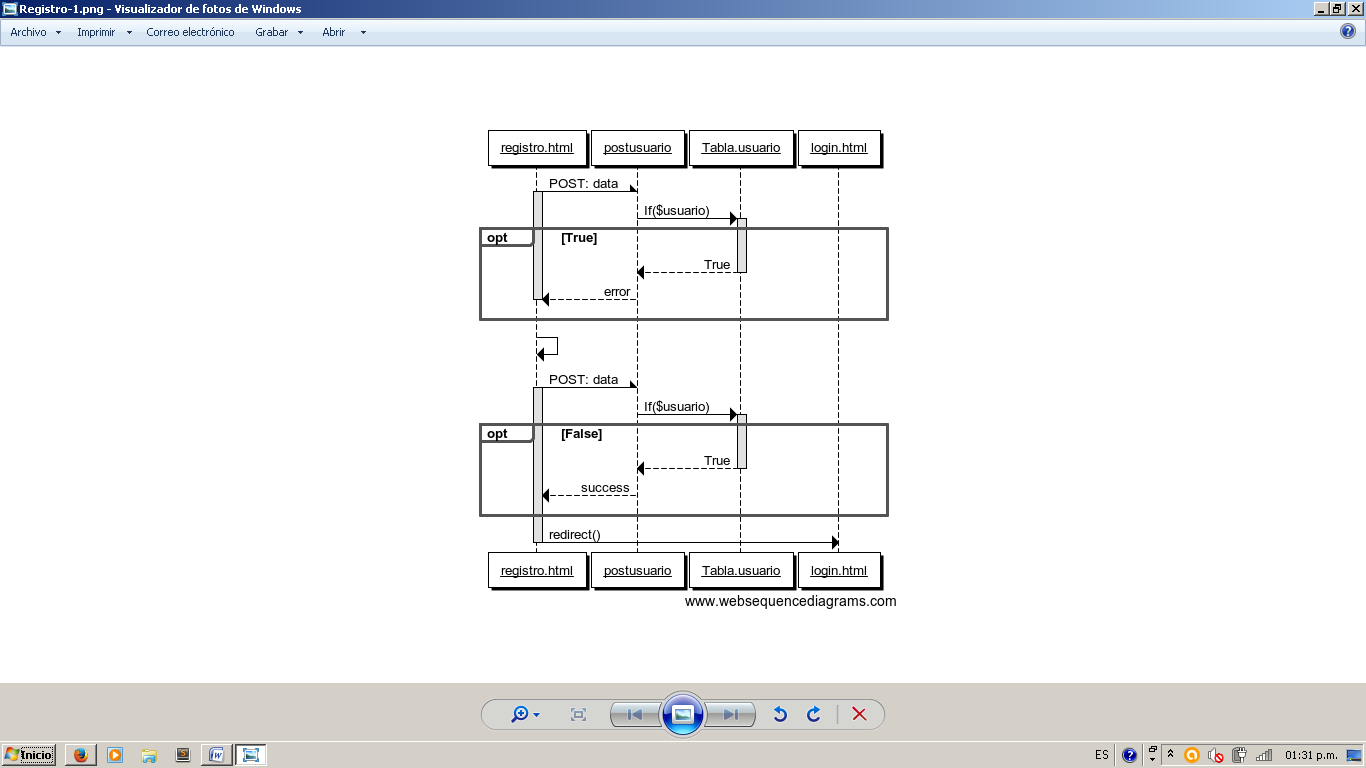 Registro-1.png - Visualizador de fotos de Windows
Archivo Imprimir Correo electrónico Grabar Abrir
registro.html postusuario Tabla.usuario login.html
POST: data
If($usuario)
opt [True]
True
error
POST: data
If($usuario)
opt [False]
True
success
redirect()
registro.html postusuario Tabla.usuario login.html
www.websequencediagrams.com
Inicio ES 01:31 p.m.